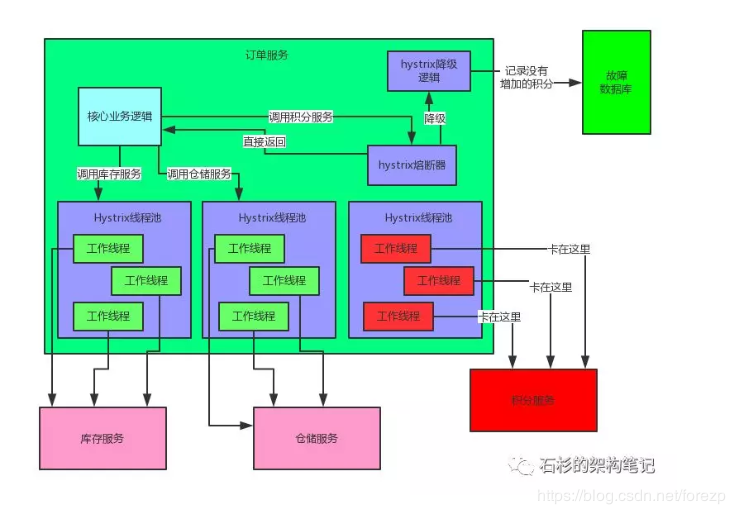 订单服务
hystrix降级
逻辑
记录没有
增加的积分
故障
数据库
核心业务逻辑
调用积分服务
降级
直接返回
hystrix熔断器
调用库存服务
调用仓储服务
Hystrix线程池
Hystrix线程池
Hystrix线程池
工作线程
工作线程
工作线程
卡在这里
工作线程
工作线程
工作线程
卡在这里
工作线程
工作线程
工作线程
卡在这里
积分服务
库存服务
仓储服务
石杉的架构笔记
https://blog.csdn.net/forezp